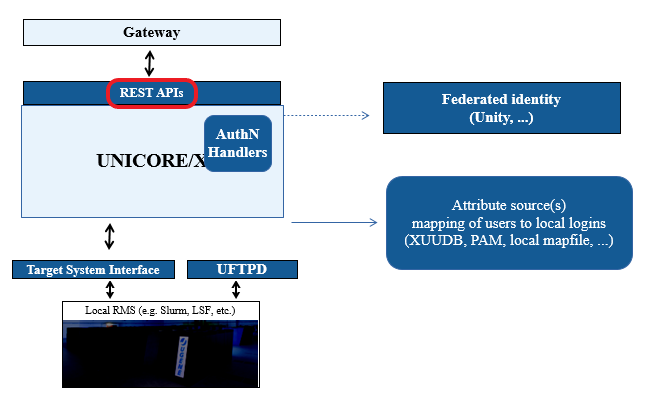 Gateway
REST APIs
AuthN
Handlers
UNICORE/X
Federated identity
(Unity, ...)
Attribute source(s)
mapping of users to local logins
(XUUDB, PAM, local mapfile, ...)
Target System Interface
UFTPD
Local RMS (e.g. Slurm, LSF, etc.)